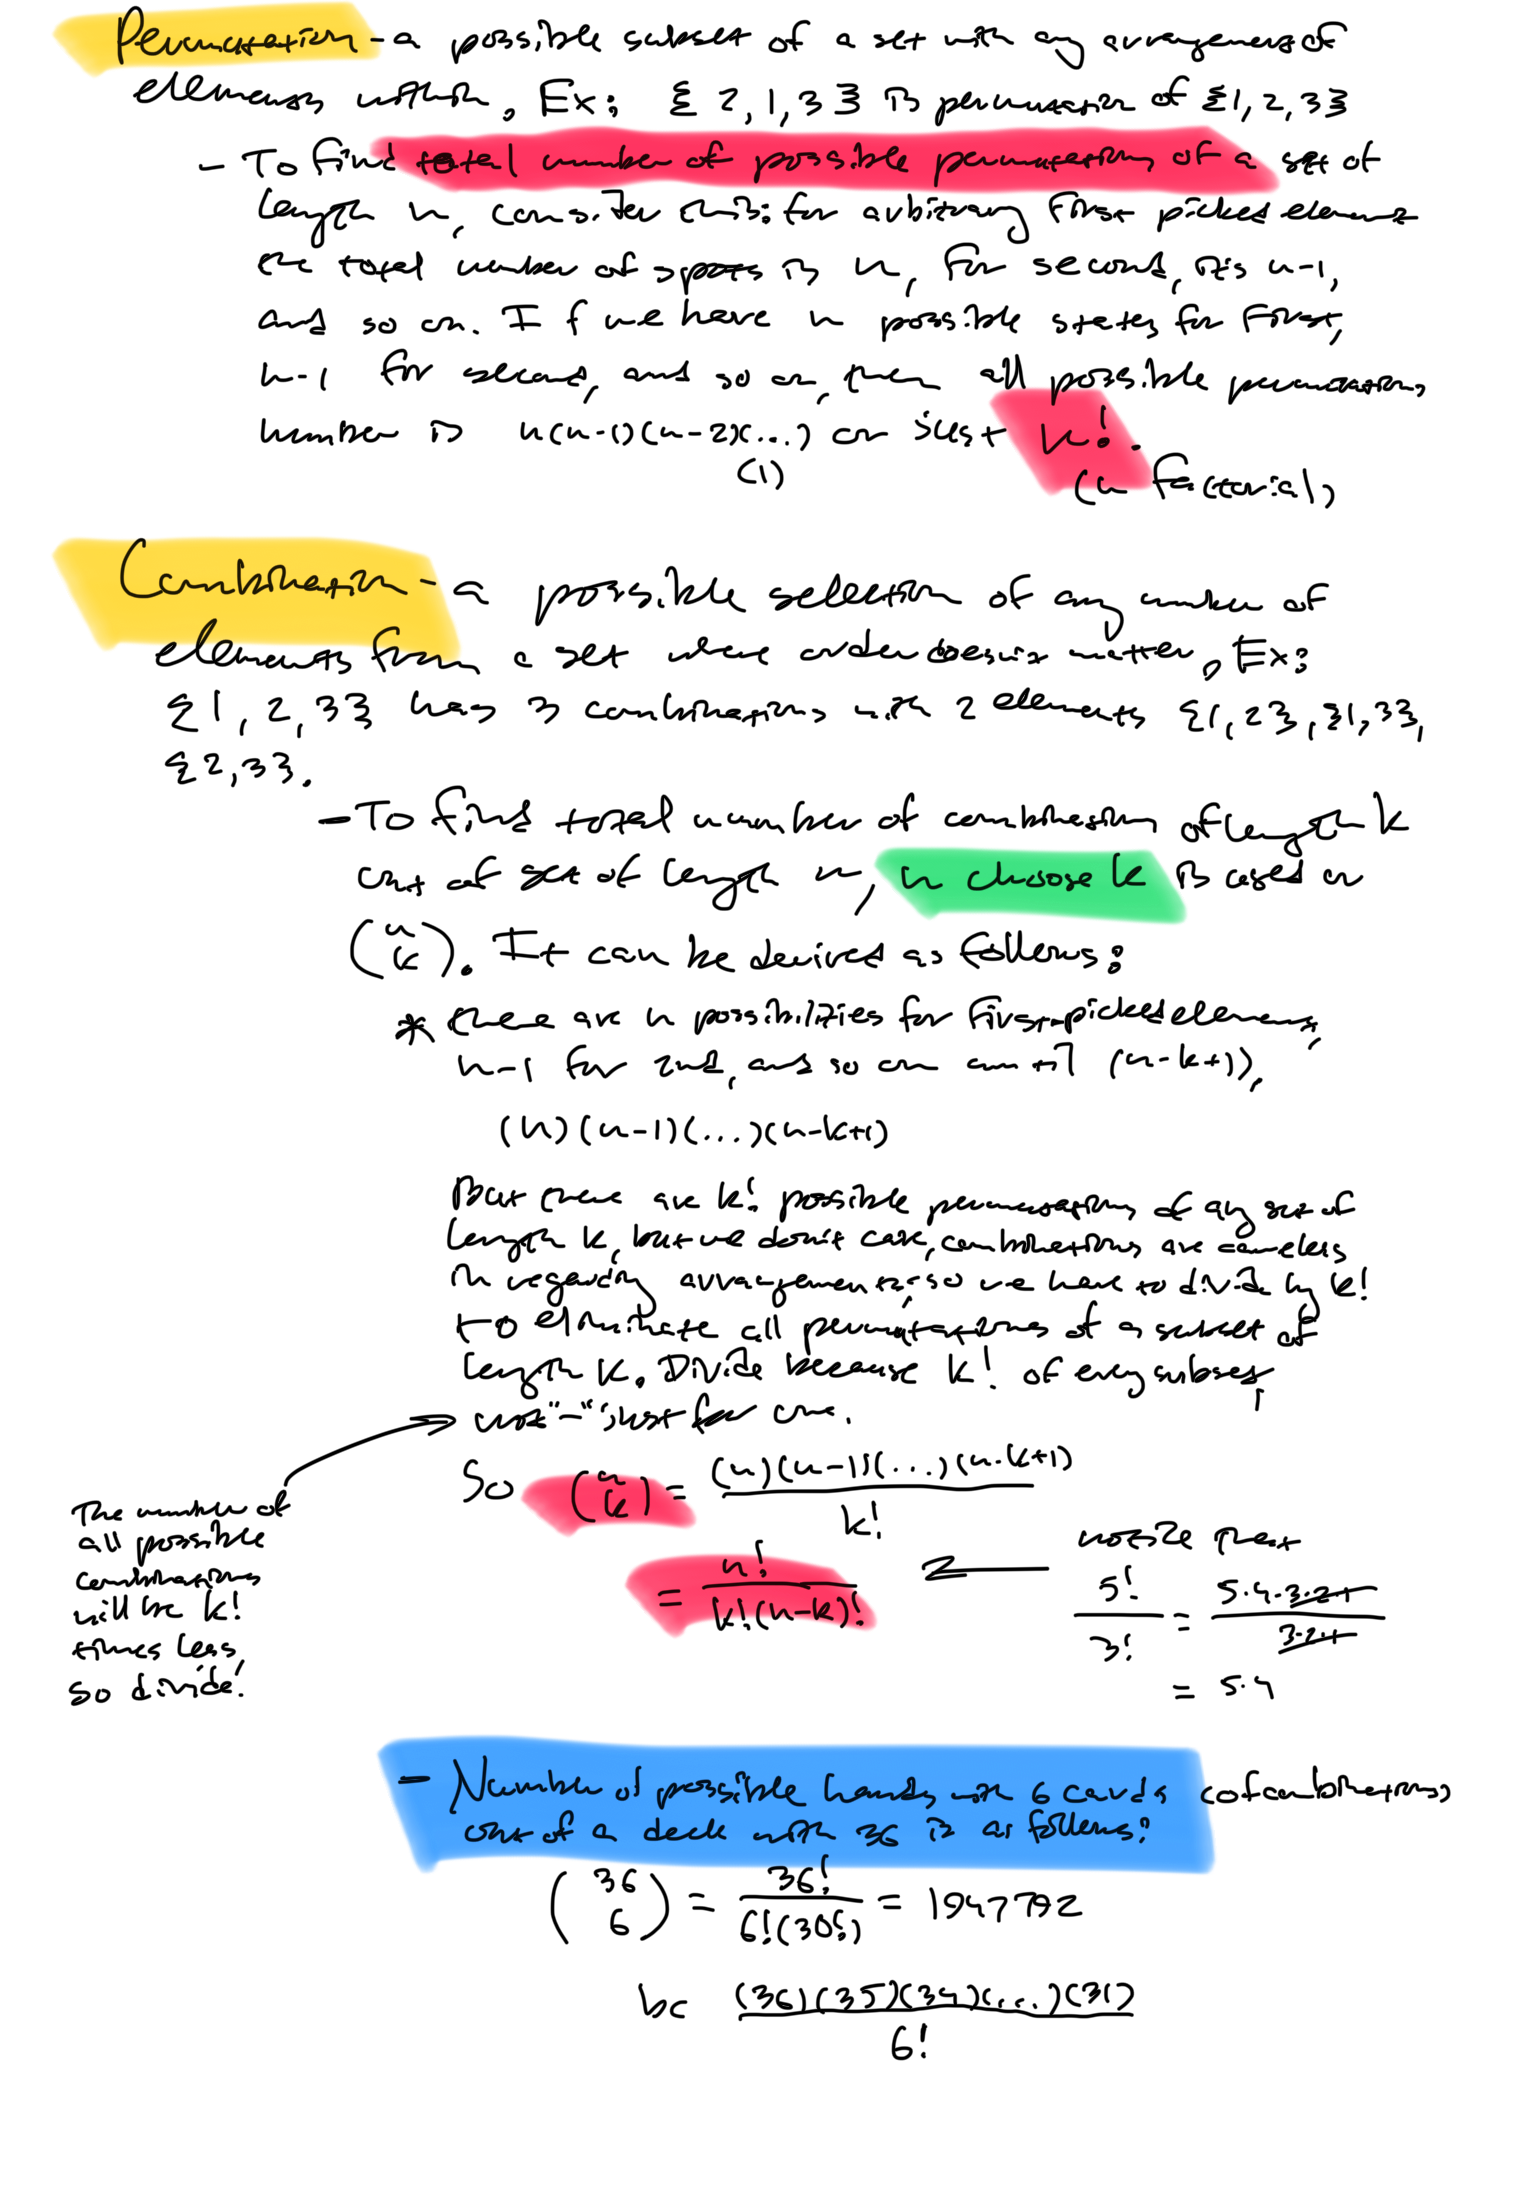 Permutation - a possible subset of a set with any arrangement of
elements within. Ex: {2, 1, 3} is permutation of {1, 2, 3}
- To find total number of possible permutations of a set of
length n, consider this: for arbitrary first picked element
the total number of spots is n, for second, it's n-1,
and so on. If we have n possible states for first,
n-1 for second, and so on, then all possible permutations
number is n(n-1)(n-2)(...) or just n!.
(1) (n factorial)
Combination - a possible selection of any number of
elements from a set where order doesn't matter. Ex:
{1, 2, 3} has 3 combinations with 2 elements {1, 2}, {1, 3},
{2, 3}.
- To find total number of combinations of length k
out of set of length n, n choose k is used or
(n k). It can be derived as follows:
* there are n possibilities for first-picked element,
n-1 for 2nd, and so on until (n-k+1),
(n)(n-1)(...)(n-k+1)
But there are k! possible permutations of any set of
length k, but we don't care, combinations are careless
in regarding arrangements, so we have to divide by k!
to eliminate all permutations of a subset of
length k. Divide because k! of every subset,
not "-" just for one.
The number of
all possible
combinations
will be k!
times less,
so divide!
So (n k) = (n)(n-1)(...)(n-k+1) / k!
= n! / k!(n-k)!
notice that
5! / 3! = 5·4·3·2·1 / 3·2·1
= 5·4
- Number of possible hands with 6 cards (of combinations)
out of a deck with 36 is as follows:
(36 6) = 36! / 6!(30!) = 1947792
bc (36)(35)(34)(...)(31) / 6!